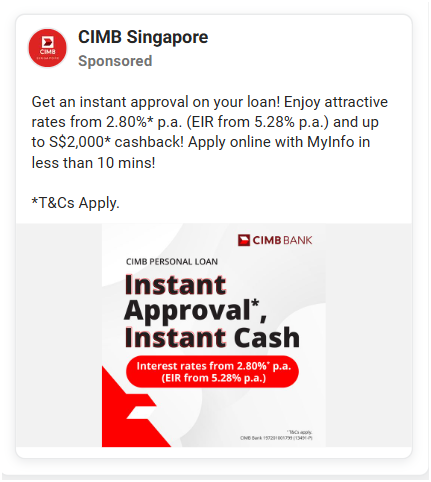 CIMB Singapore
Sponsored
CIMB
Get an instant approval on your loan! Enjoy attractive
rates from 2.80%* p.a. (EIR from 5.28% p.a.) and up
to S$2,000* cashback! Apply online with MyInfo in
less than 10 mins!
*T&Cs Apply.
CIMB BANK
CIMB PERSONAL LOAN
Instant
Approval*,
Instant Cash
Interest rates from 2.80%* p.a.
(EIR from 5.28% p.a.)
*T&Cs apply.
CIMB Bank